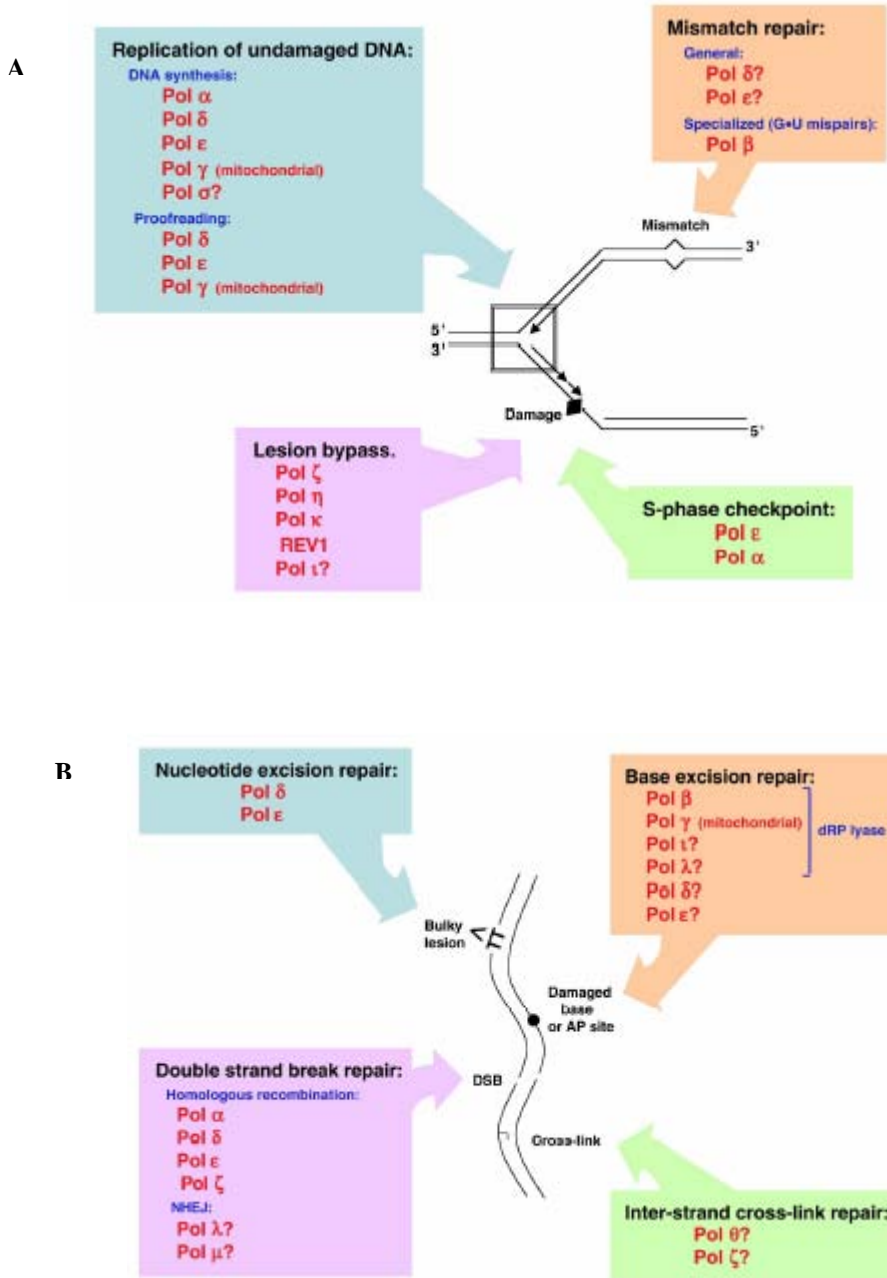 A
Replication of undamaged DNA:
DNA synthesis:
Pol α
Pol δ
Pol ε
Pol γ (mitochondrial)
Pol σ?
Proofreading:
Pol δ
Pol ε
Pol γ (mitochondrial)
Mismatch repair:
General:
Pol δ?
Pol ε?
Specialized (G•U mispairs):
Pol β
Mismatch
3'
5'
3'
Damage
5'
Lesion bypass.
Pol ζ
Pol η
Pol κ
REV1
Pol ι?
S-phase checkpoint:
Pol ε
Pol α
B
Nucleotide excision repair:
Pol δ
Pol ε
Base excision repair:
Pol β
Pol γ (mitochondrial)
Pol ι?
Pol λ?
Pol δ?
Pol ε?
dRP lyase
Bulky
lesion
TT
Damaged
base
or AP site
Double strand break repair:
Homologous recombination:
Pol α
Pol δ
Pol ε
Pol ζ
NHEJ:
Pol λ?
Pol μ?
DSB
Cross-link
Inter-strand cross-link repair:
Pol θ?
Pol ζ?